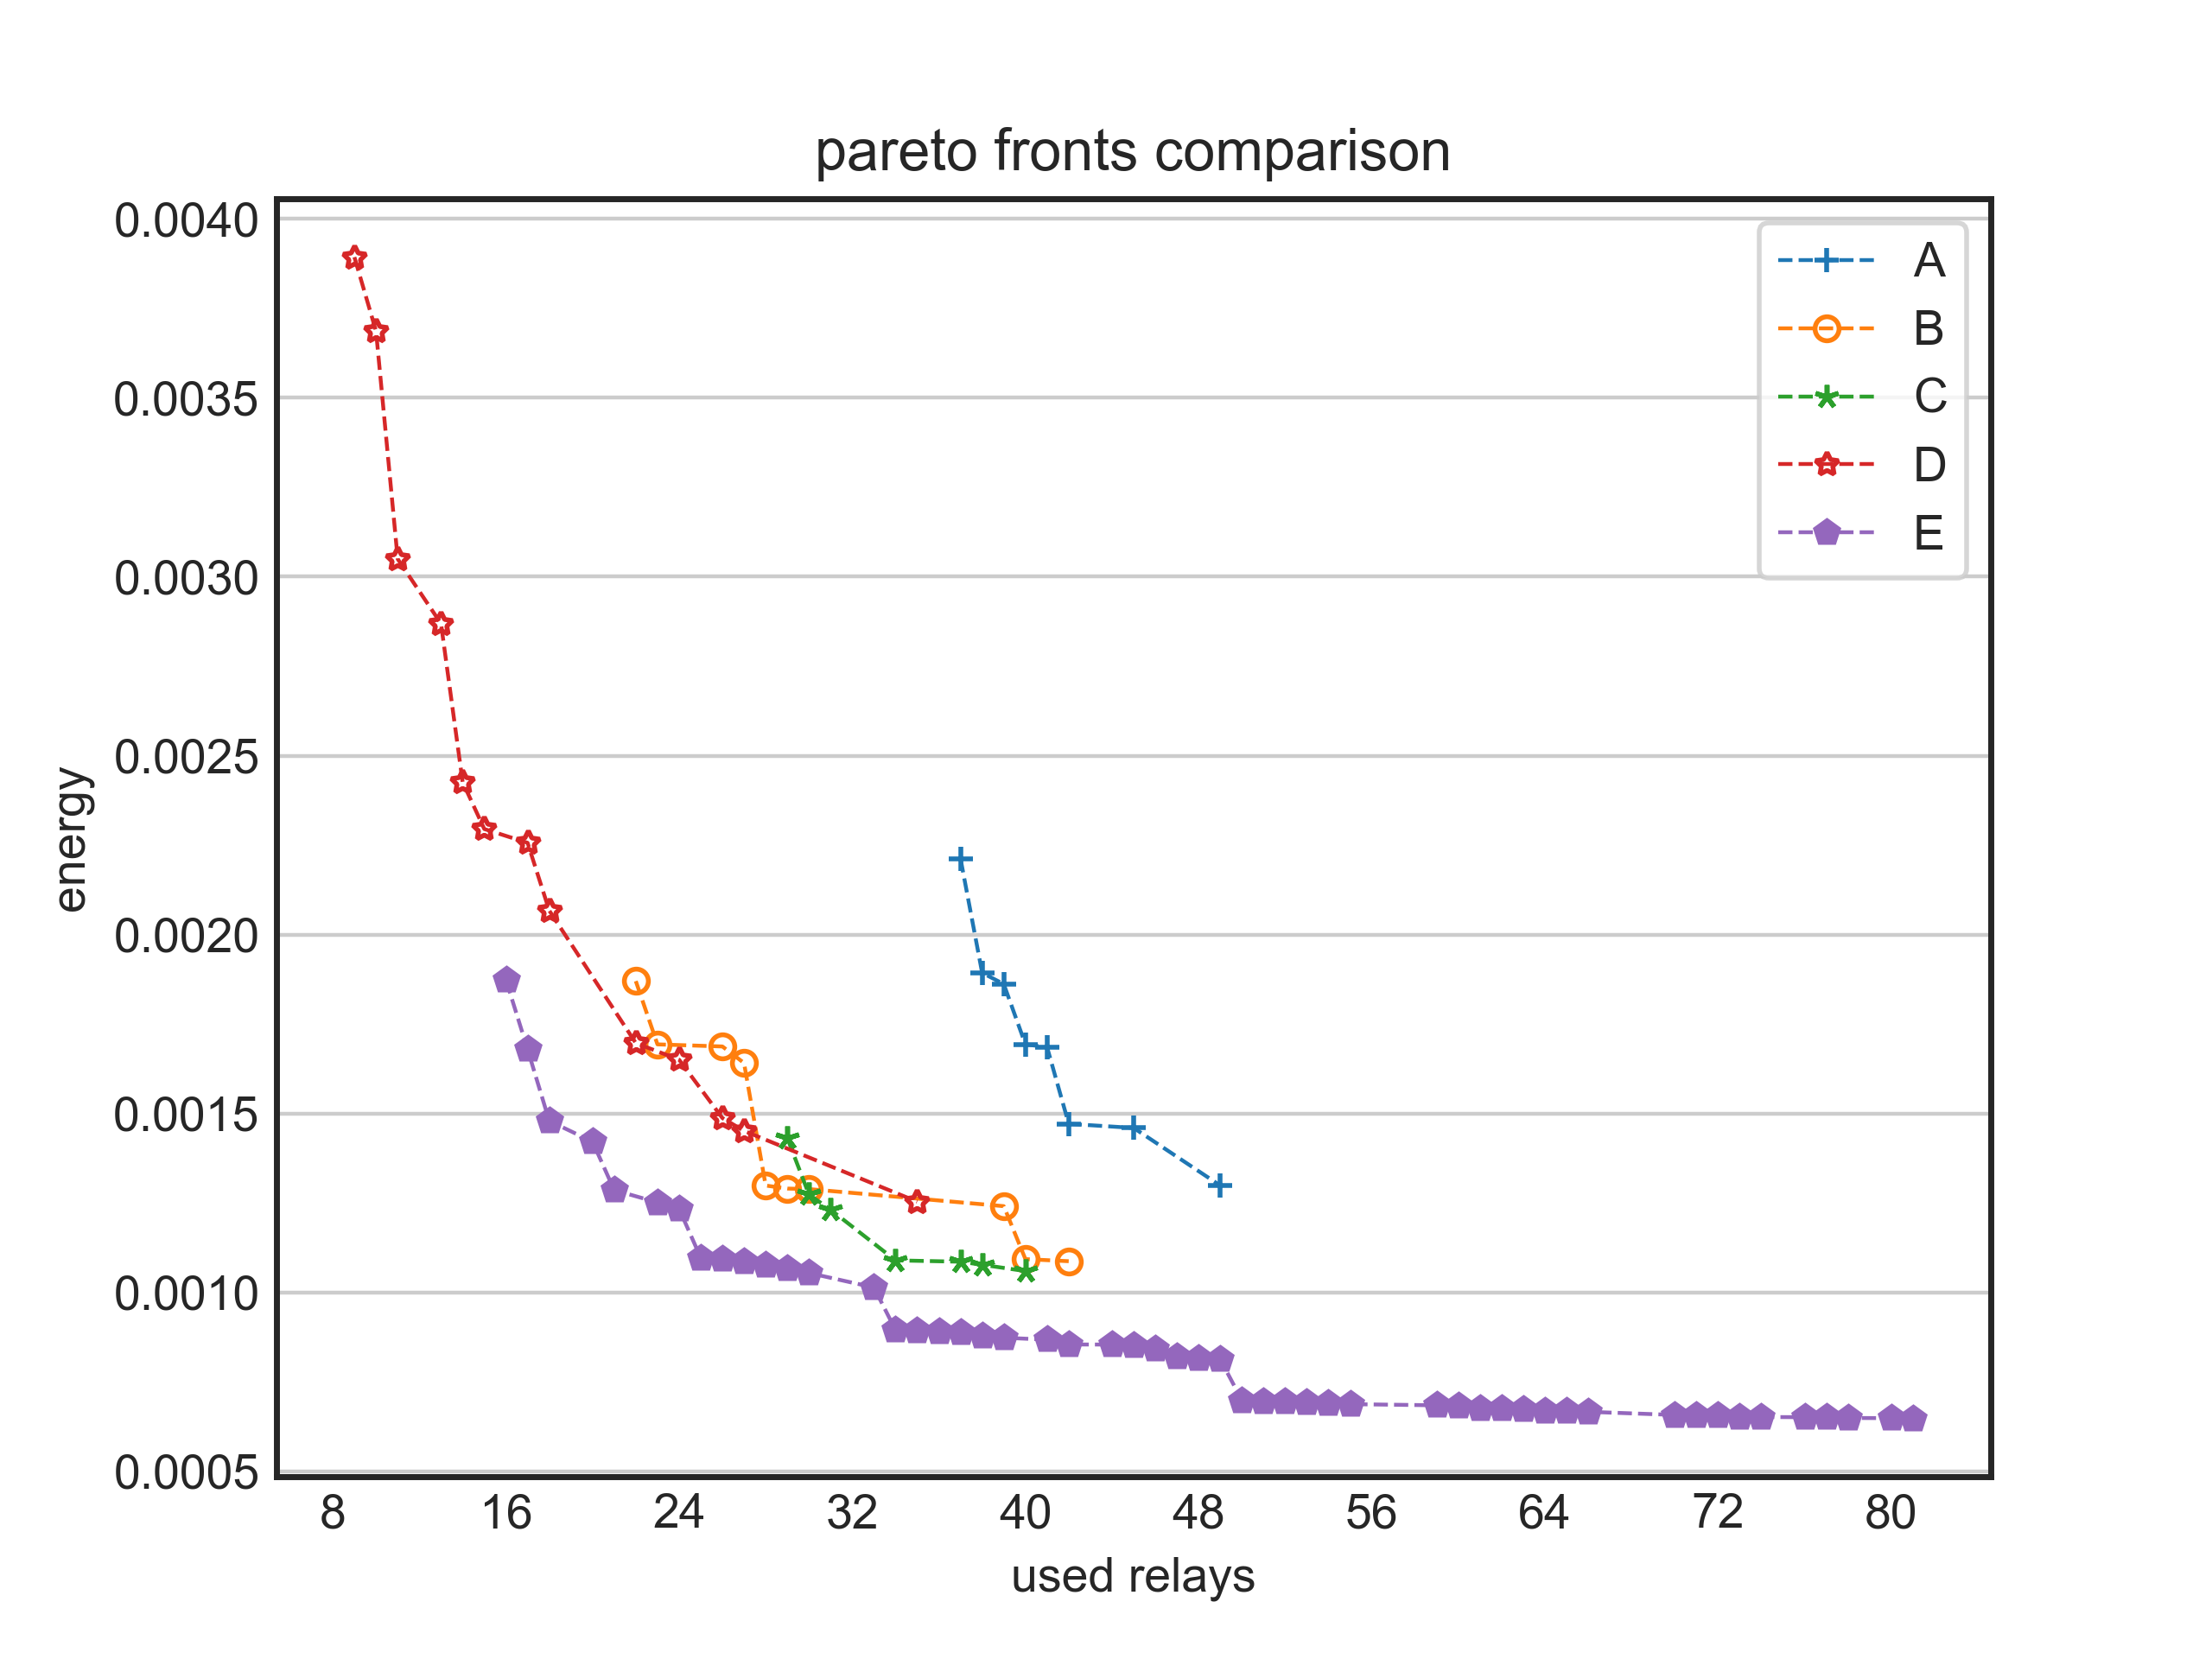 pareto fronts comparison
0.0040
0.0035
0.0030
0.0025
0.0020
0.0015
0.0010
0.0005
energy
A
B
C
D
E
8 16 24 32 40 48 56 64 72 80
used relays